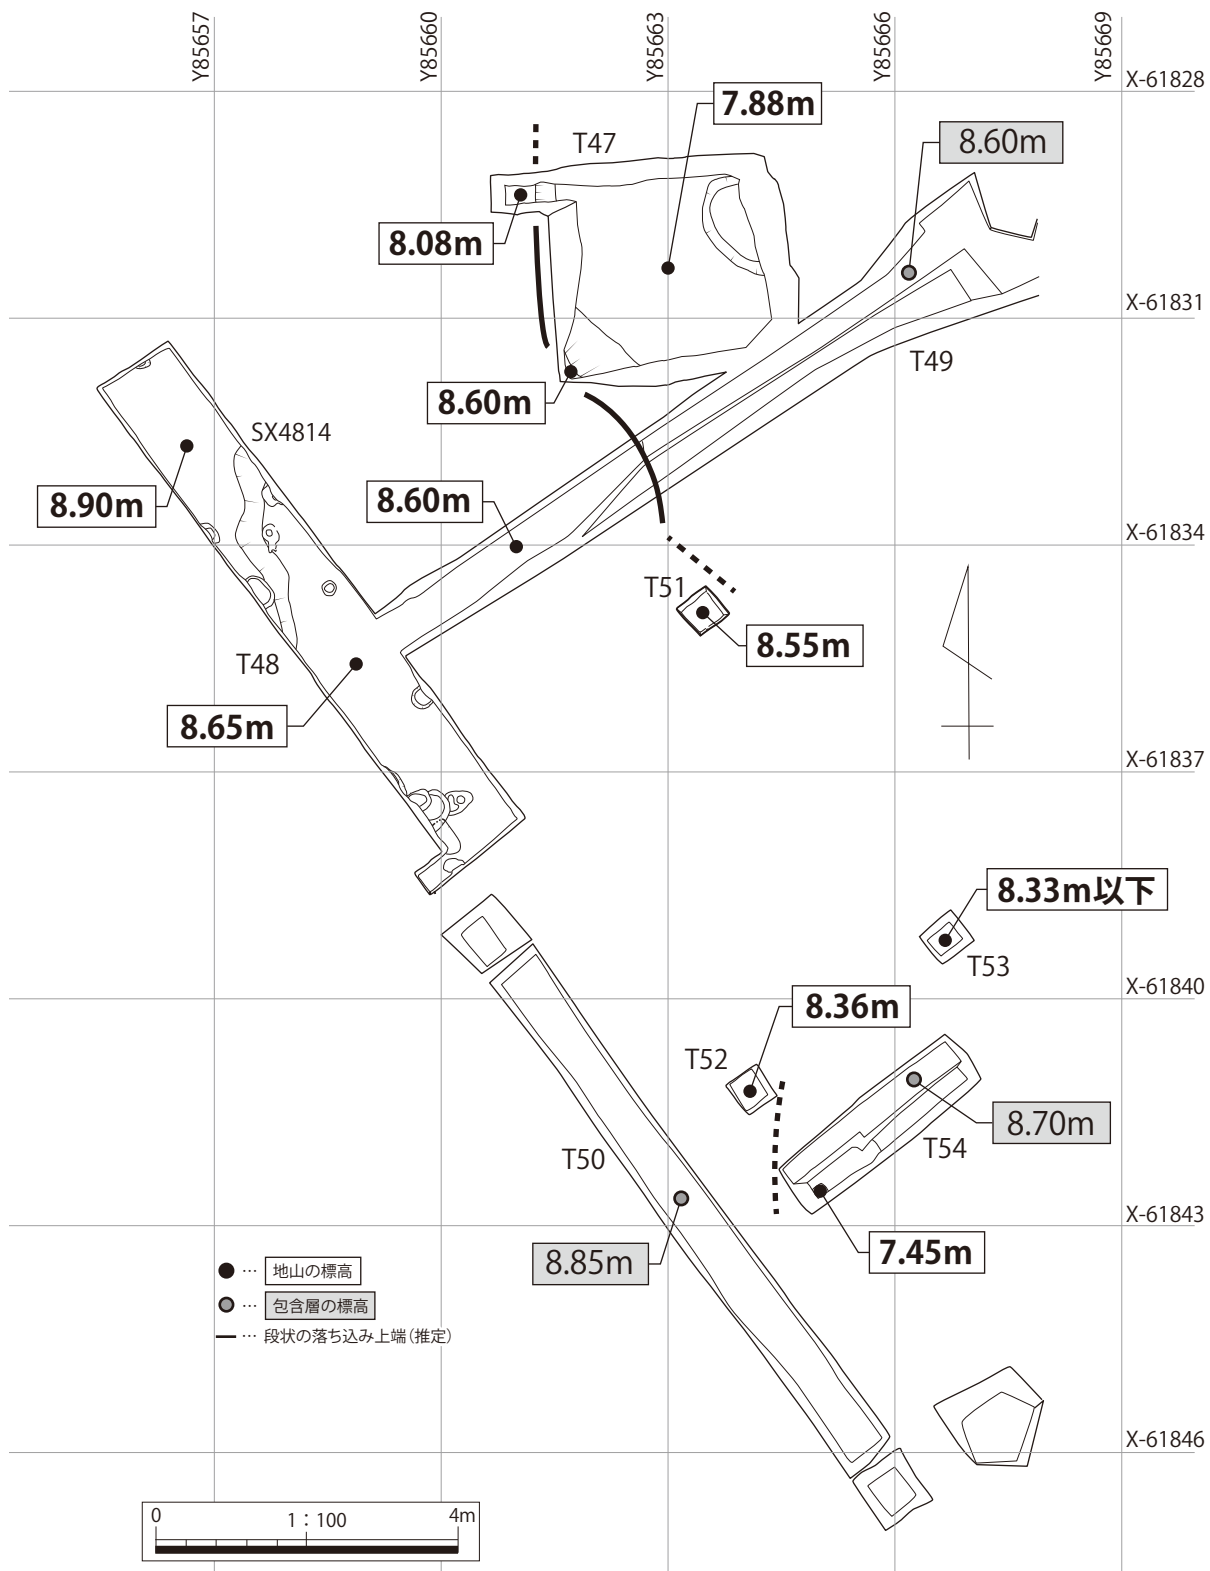 Y85657
Y85660
Y85663
Y85666
Y85669
X-61828
7.88m
T47
8.60m
8.08m
X-61831
T49
8.60m
SX4814
8.90m
8.60m
X-61834
T51
8.55m
T48
8.65m
X-61837
8.33m以下
T53
X-61840
8.36m
T52
8.70m
T54
T50
X-61843
7.45m
8.85m
… 地山の標高
… 包含層の標高
… 段状の落ち込み上端(推定)
X-61846
0 1：100 4m